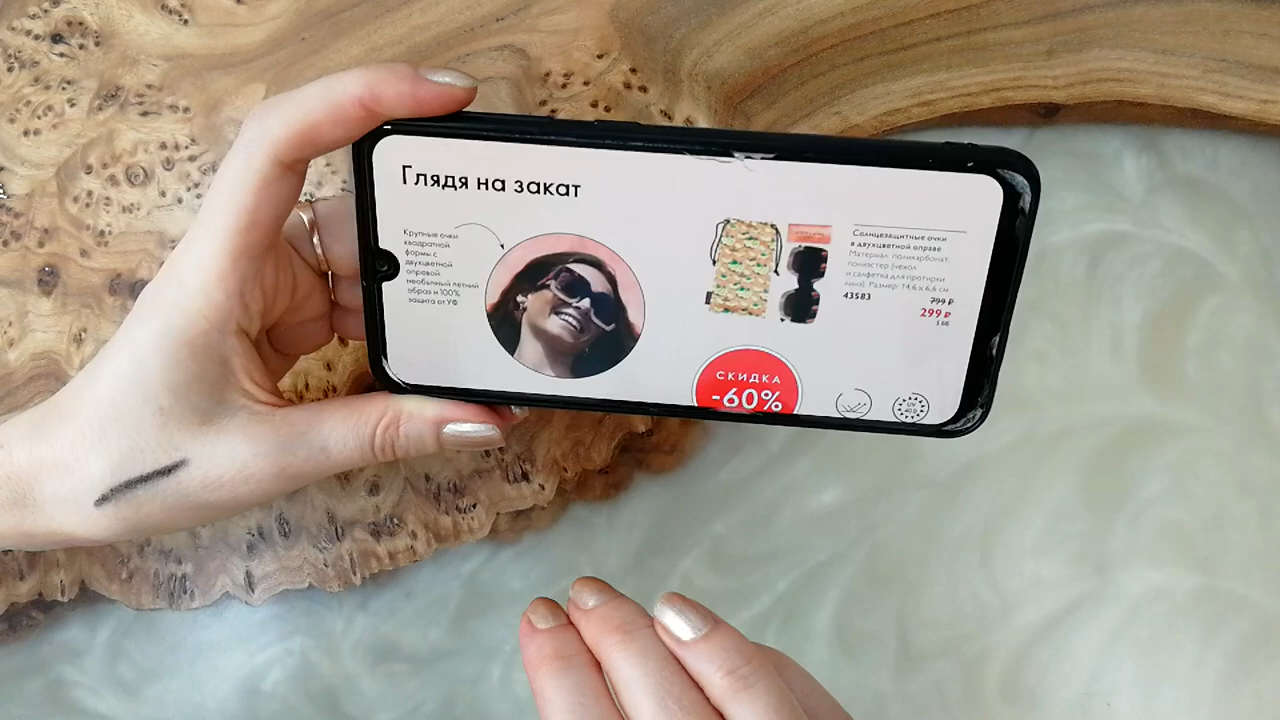 Глядя на закат
Крупные очки
квадратной
формы с
двухцветной
оправой
необычный летний
образ и 100%
защита от УФ
Солнцезащитные очки
в двухцветной оправе
Материал: поликарбонат,
полиэстер (чехол
и салфетка для протирки
линз). Размер: 14,6 x 6,6 см
43583
799 ₽
299 ₽
СКИДКА
-60%
UV
400